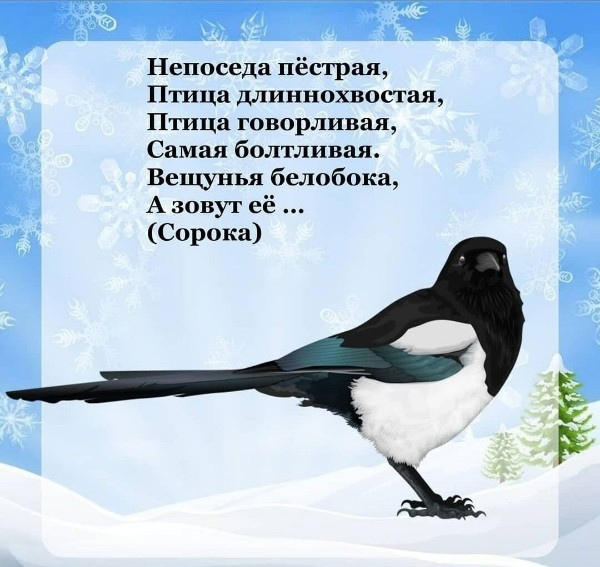 Непоседа пёстрая,
Птица длиннохвостая,
Птица говорливая,
Самая болтливая.
Вещунья белобока,
А зовут её ...
(Сорока)